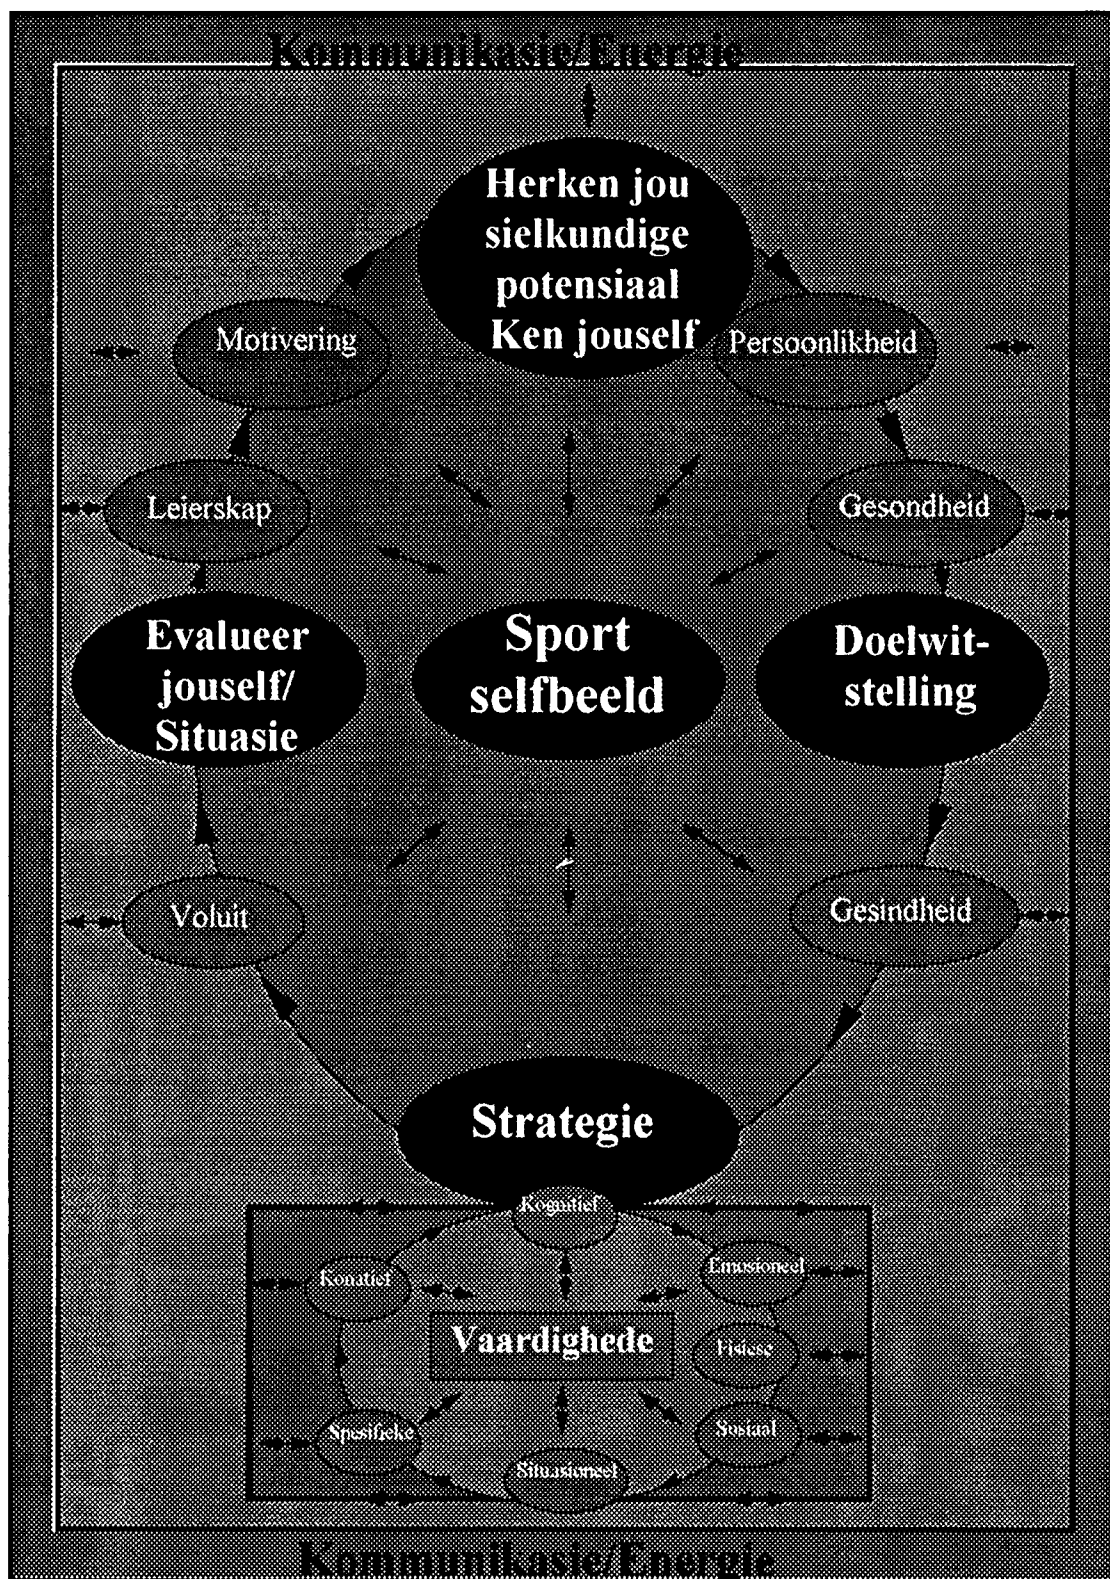 Kommunikasie/Energie
Herken jou
sielkundige
potensiaal
Ken jouself
Motivering
Persoonlikheid
Leierskap
Gesondheid
Evalueer
jouself/
Situasie
Sport
selfbeeld
Doelwit-
stelling
Voluit
Gesindheid
Strategie
Kognitief
Konatief
Emosioneel
Vaardighede
Fisiese
Spesifieke
Sosiaal
Situasioneel
Kommunikasie/Energie